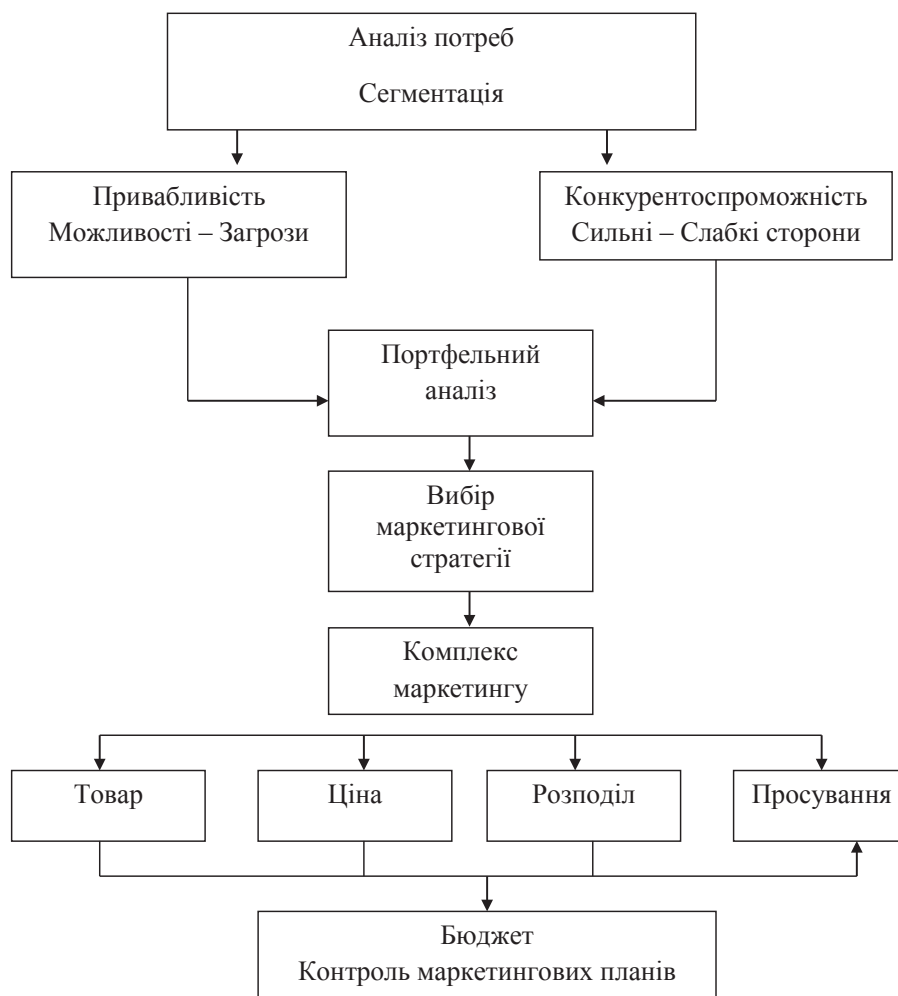 Аналіз потреб
Сегментація
Привабливість
Можливості – Загрози
Конкурентоспроможність
Сильні – Слабкі сторони
Портфельний
аналіз
Вибір
маркетингової
стратегії
Комплекс
маркетингу
Товар
Ціна
Розподіл
Просування
Бюджет
Контроль маркетингових планів